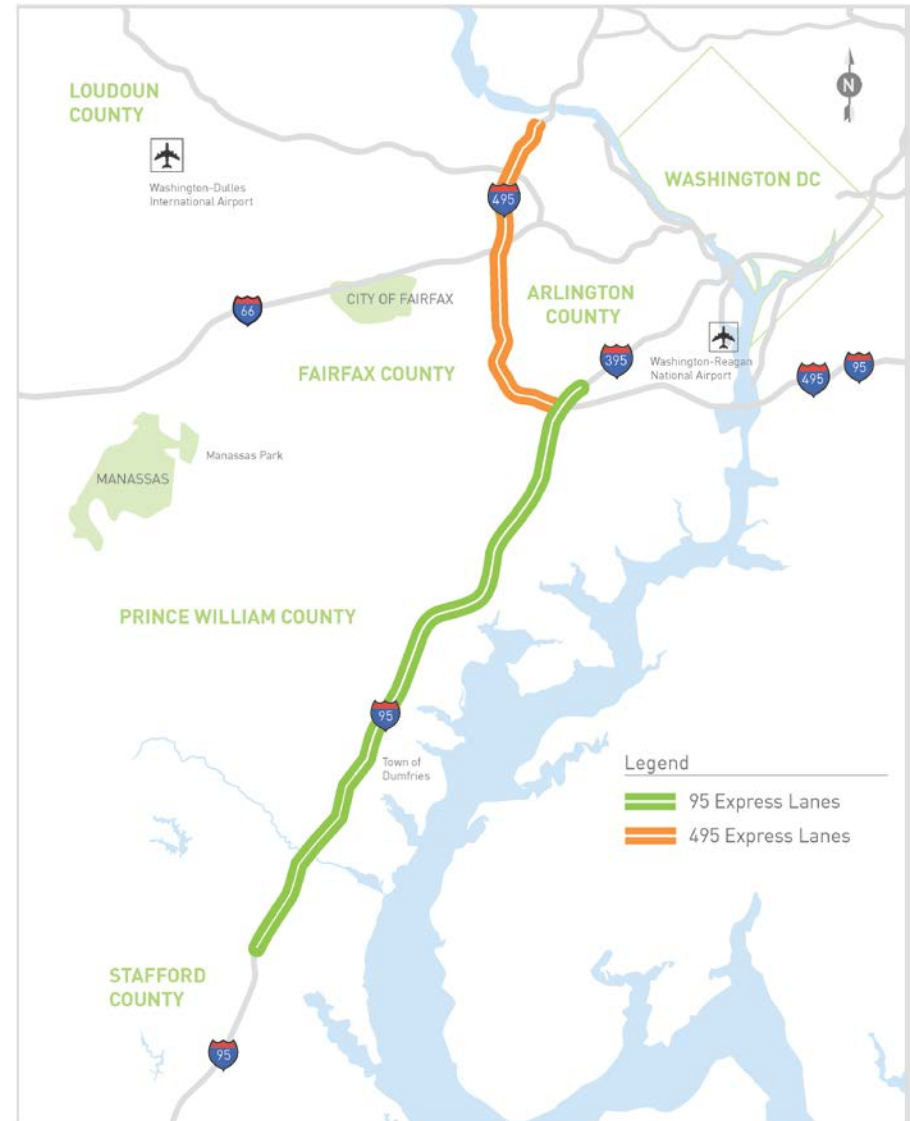 N
LOUDOUN
COUNTY
Washington-Dulles
International Airport
WASHINGTON DC
495
CITY OF FAIRFAX
ARLINGTON
COUNTY
66
395
Washington-Reagan
National Airport
FAIRFAX COUNTY
495
95
Manassas Park
MANASSAS
PRINCE WILLIAM COUNTY
95
Town of
Dumfries
Legend
95 Express Lanes
495 Express Lanes
STAFFORD
COUNTY
95